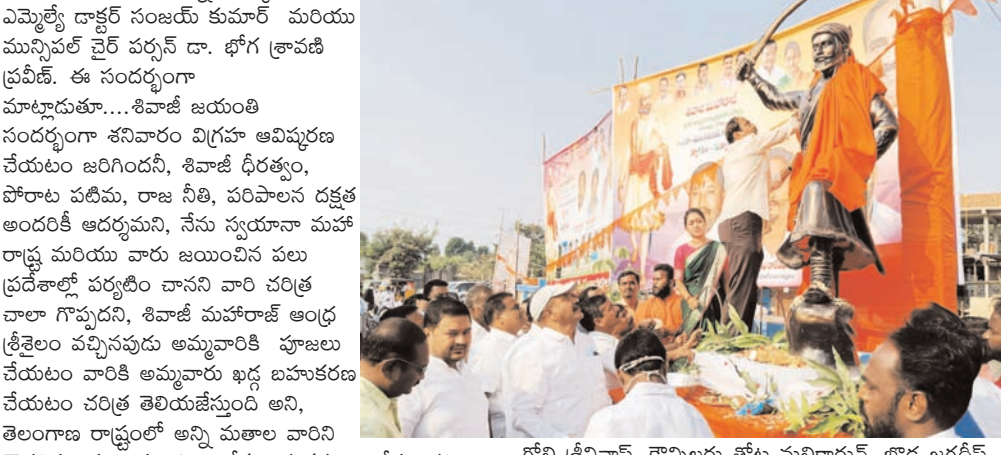 ఎమ్మెల్యే డాక్టర్ సంజయ్ కుమార్ మరియు
మున్సిపల్ చైర్ పర్సన్ డా. భోగ శ్రావణి
ప్రవీణ్. ఈ సందర్భంగా
మాట్లాడుతూ....శివాజీ జయంతి
సందర్భంగా శనివారం విగ్రహ ఆవిష్కరణ
చేయటం జరిగిందనీ, శివాజీ ధీరత్వం,
పోరాట పటిమ, రాజ నీతి, పరిపాలన దక్షత
అందరికీ ఆదర్శమని, నేను స్వయానా మహా
రాష్ట్ర మరియు వారు జయించిన పలు
ప్రదేశాల్లో పర్యటిం చానని వారి చరిత్ర
చాలా గొప్పదని, శివాజీ మహారాజ్ ఆంధ్ర
శ్రీశైలం వచ్చినపుడు అమ్మవారికి పూజలు
చేయటం వారికి అమ్మవారు ఖడ్గ బహుకరణ
చేయటం చరిత్ర తెలియజేస్తుంది అని,
తెలంగాణ రాష్ట్రంలో అన్ని మతాల వారిని